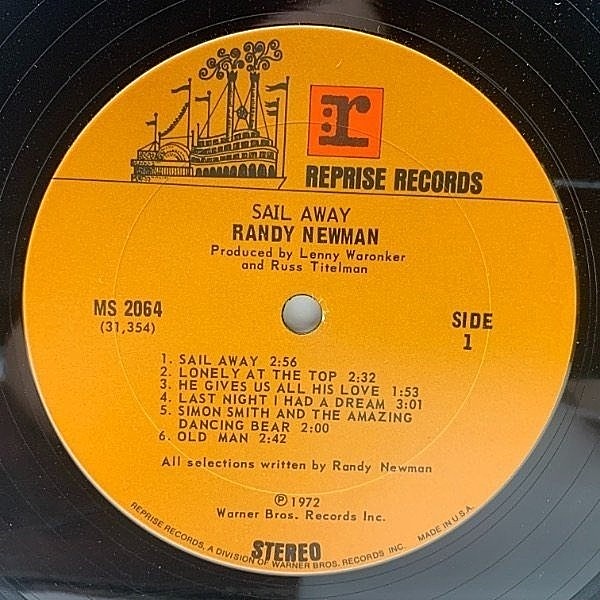 r
REPRISE RECORDS
SAIL AWAY
RANDY NEWMAN
Produced by Lenny Waronker
and Russ Titelman
MS 2064
(31,354)
SIDE
1
1. SAIL AWAY 2:56
2. LONELY AT THE TOP 2:32
3. HE GIVES US ALL HIS LOVE 1:53
4. LAST NIGHT I HAD A DREAM 3:01
5. SIMON SMITH AND THE AMAZING
DANCING BEAR 2:00
6. OLD MAN 2:42
All selections written by Randy Newman
℗ 1972
Warner Bros. Records Inc.
STEREO
REPRISE RECORDS, A DIVISION OF WARNER BROS. RECORDS INC. MADE IN U.S.A.